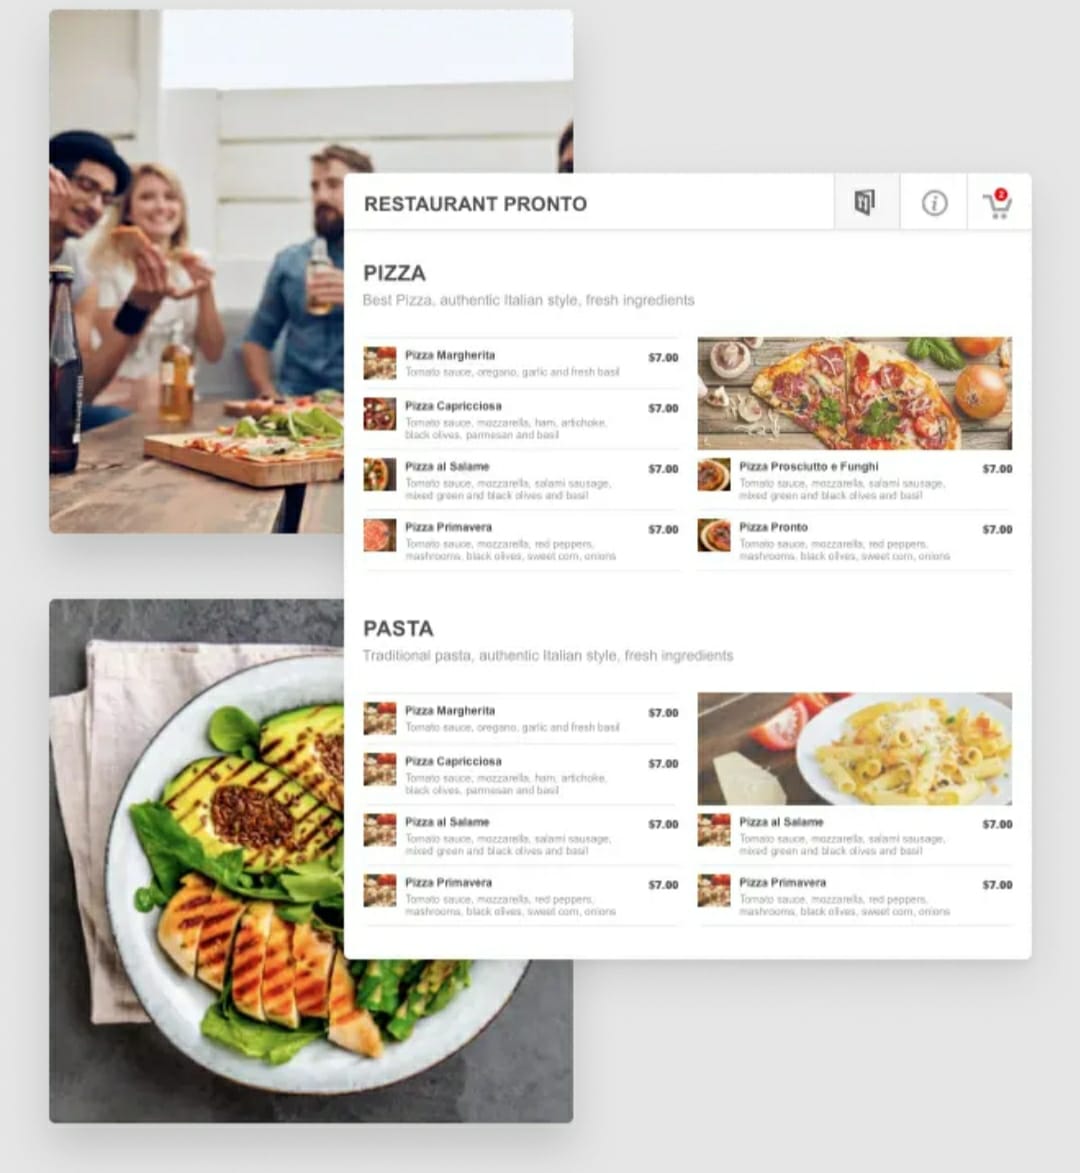 RESTAURANT PRONTO
2
PIZZA
Best Pizza, authentic Italian style, fresh ingredients
Pizza Margherita
$7.00
Tomato sauce, oregano, garlic and fresh basil
Pizza Capricciosa
$7.00
Tomato sauce, mozzarella, ham, artichoke,
black olives, parmesan and basil
Pizza al Salame
$7.00
Tomato sauce, mozzarella, salami sausage,
mixed green and black olives and basil
Pizza Primavera
$7.00
Tomato sauce, mozzarella, red peppers,
mashrooms, black olives, sweet corn, onions
Pizza Prosciutto e Funghi
$7.00
Tomato sauce, mozzarella, salami sausage,
mixed green and black olives and basil
Pizza Pronto
$7.00
Tomato sauce, mozzarella, red peppers,
mashrooms, black olives, sweet corn, onions
PASTA
Traditional pasta, authentic Italian style, fresh ingredients
Pizza Margherita
$7.00
Tomato sauce, oregano, garlic and fresh basil
Pizza Capricciosa
$7.00
Tomato sauce, mozzarella, ham, artichoke,
black olives, parmesan and basil
Pizza al Salame
$7.00
Tomato sauce, mozzarella, salami sausage,
mixed green and black olives and basil
Pizza Primavera
$7.00
Tomato sauce, mozzarella, red peppers,
mashrooms, black olives, sweet corn, onions
Pizza al Salame
$7.00
Tomato sauce, mozzarella, salami sausage,
mixed green and black olives and basil
Pizza Primavera
$7.00
Tomato sauce, mozzarella, red peppers,
mashrooms, black olives, sweet corn, onions